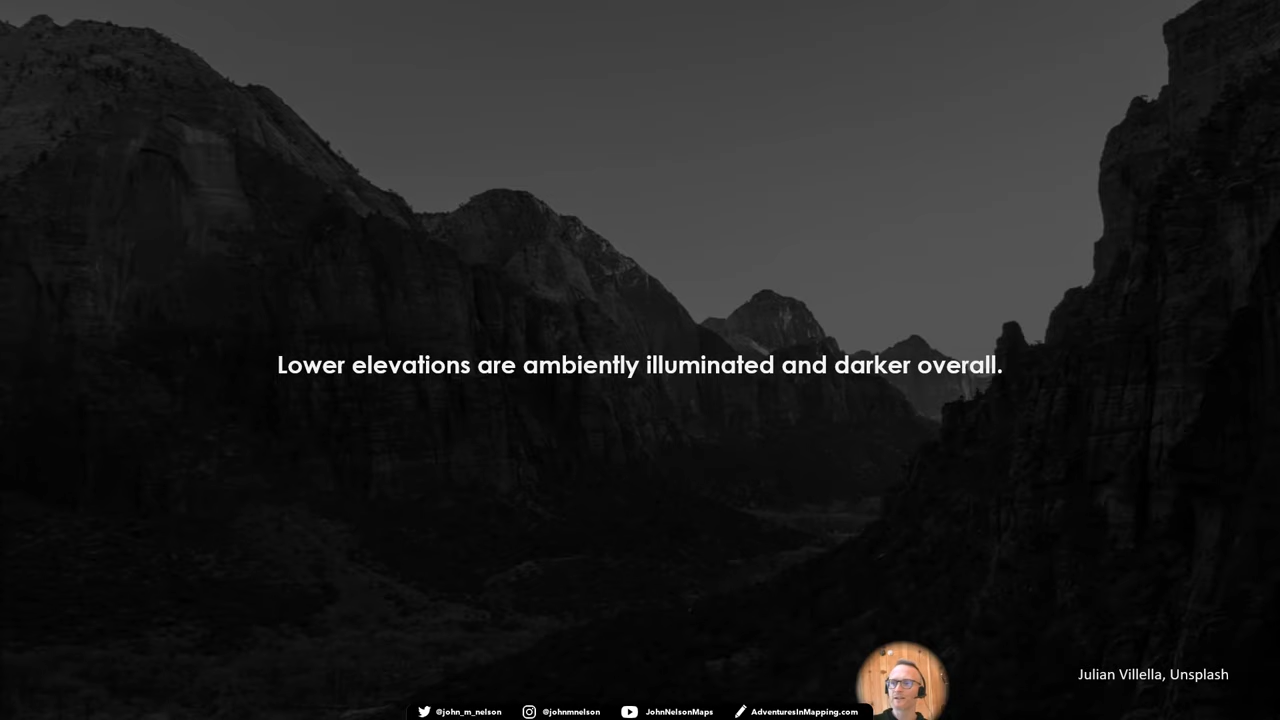 Lower elevations are ambiently illuminated and darker overall.
Julian Villella, Unsplash
@john_m_nelson @johnmnelson JohnNelsonMaps AdventuresInMapping.com